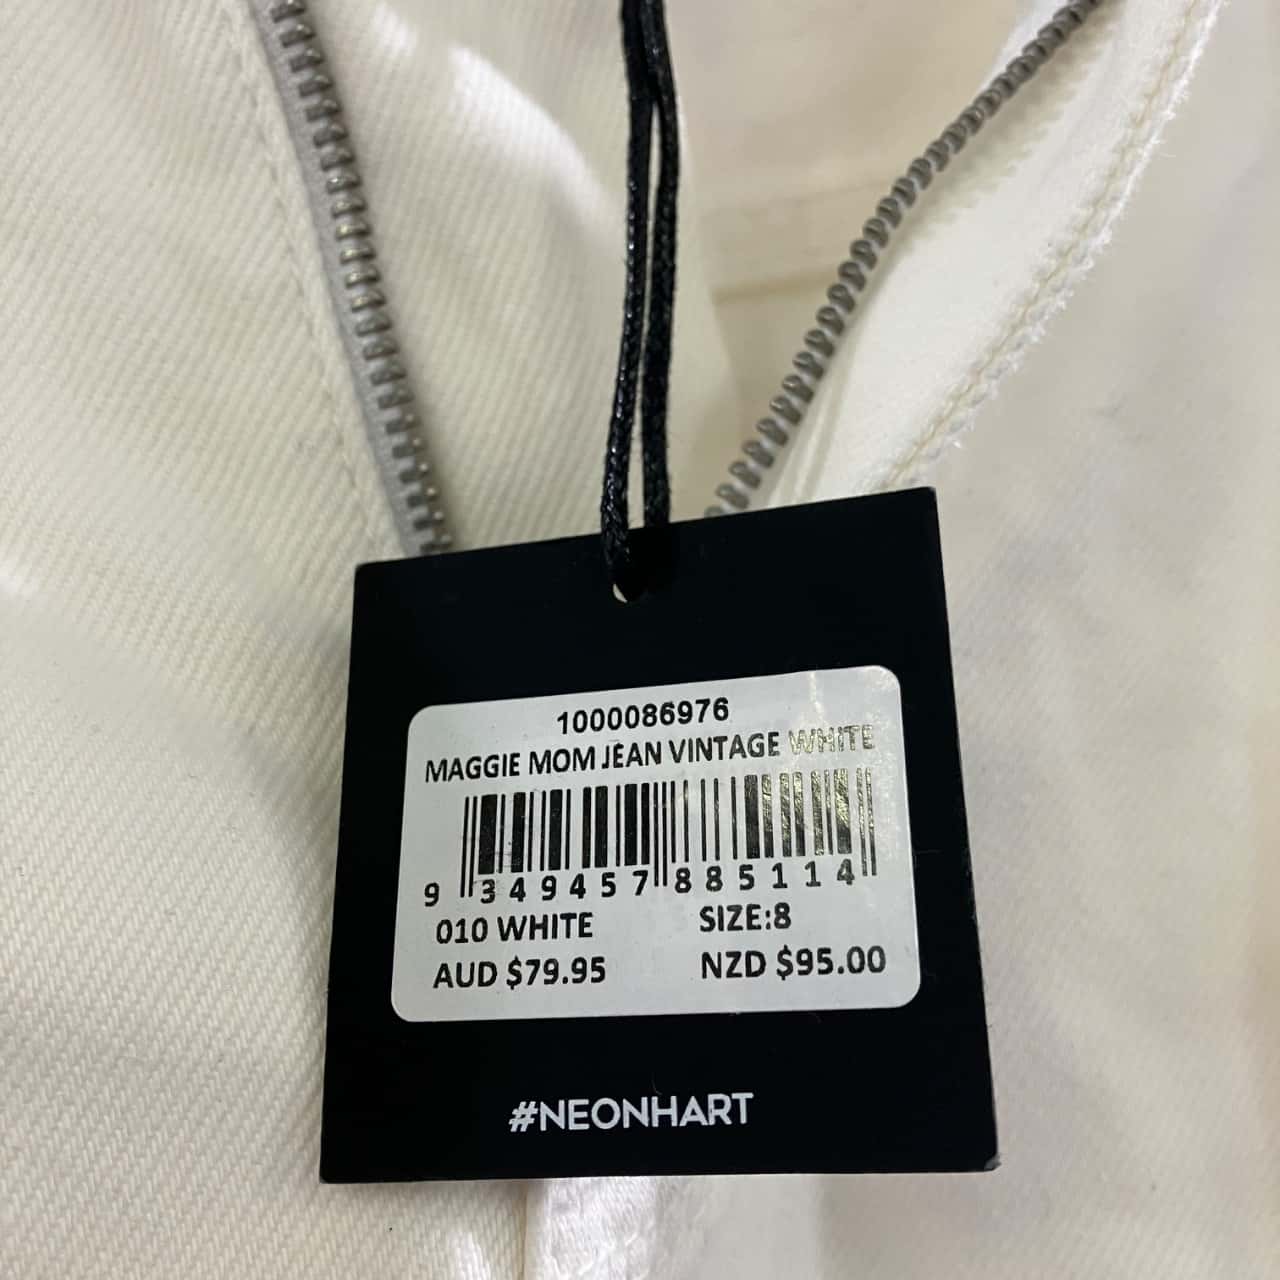 1000086976
MAGGIE MOM JEAN VINTAGE WHITE
9 349457 885114
010 WHITE SIZE:8
AUD $79.95 NZD $95.00
#NEONHART